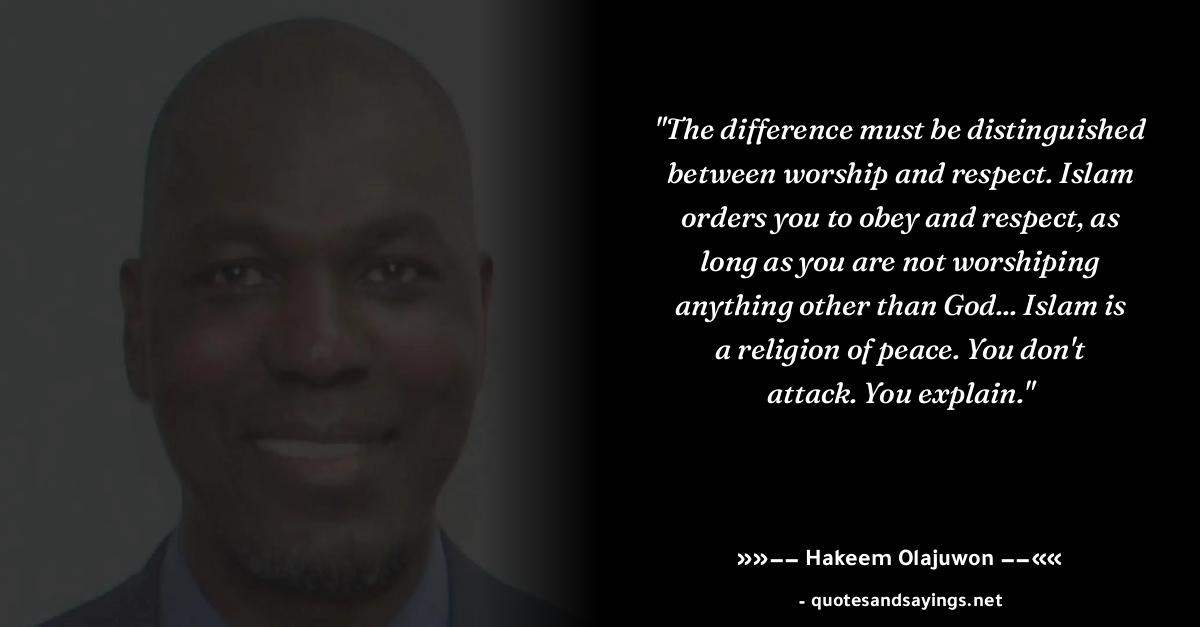 "The difference must be distinguished
between worship and respect. Islam
orders you to obey and respect, as
long as you are not worshiping
anything other than God... Islam is
a religion of peace. You don't
attack. You explain."
»»–– Hakeem Olajuwon ––««
- quotesandsayings.net